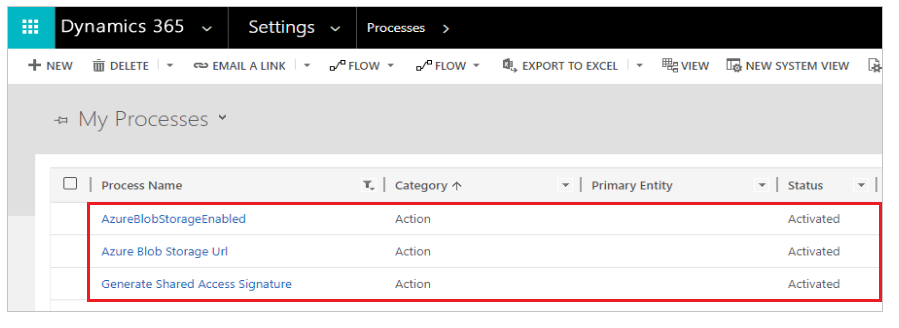 Dynamics 365 Settings Processes
NEW DELETE EMAIL A LINK FLOW FLOW EXPORT TO EXCEL VIEW NEW SYSTEM VIEW
My Processes
Process Name Category Primary Entity Status
AzureBlobStorageEnabled Action Activated
Azure Blob Storage Url Action Activated
Generate Shared Access Signature Action Activated